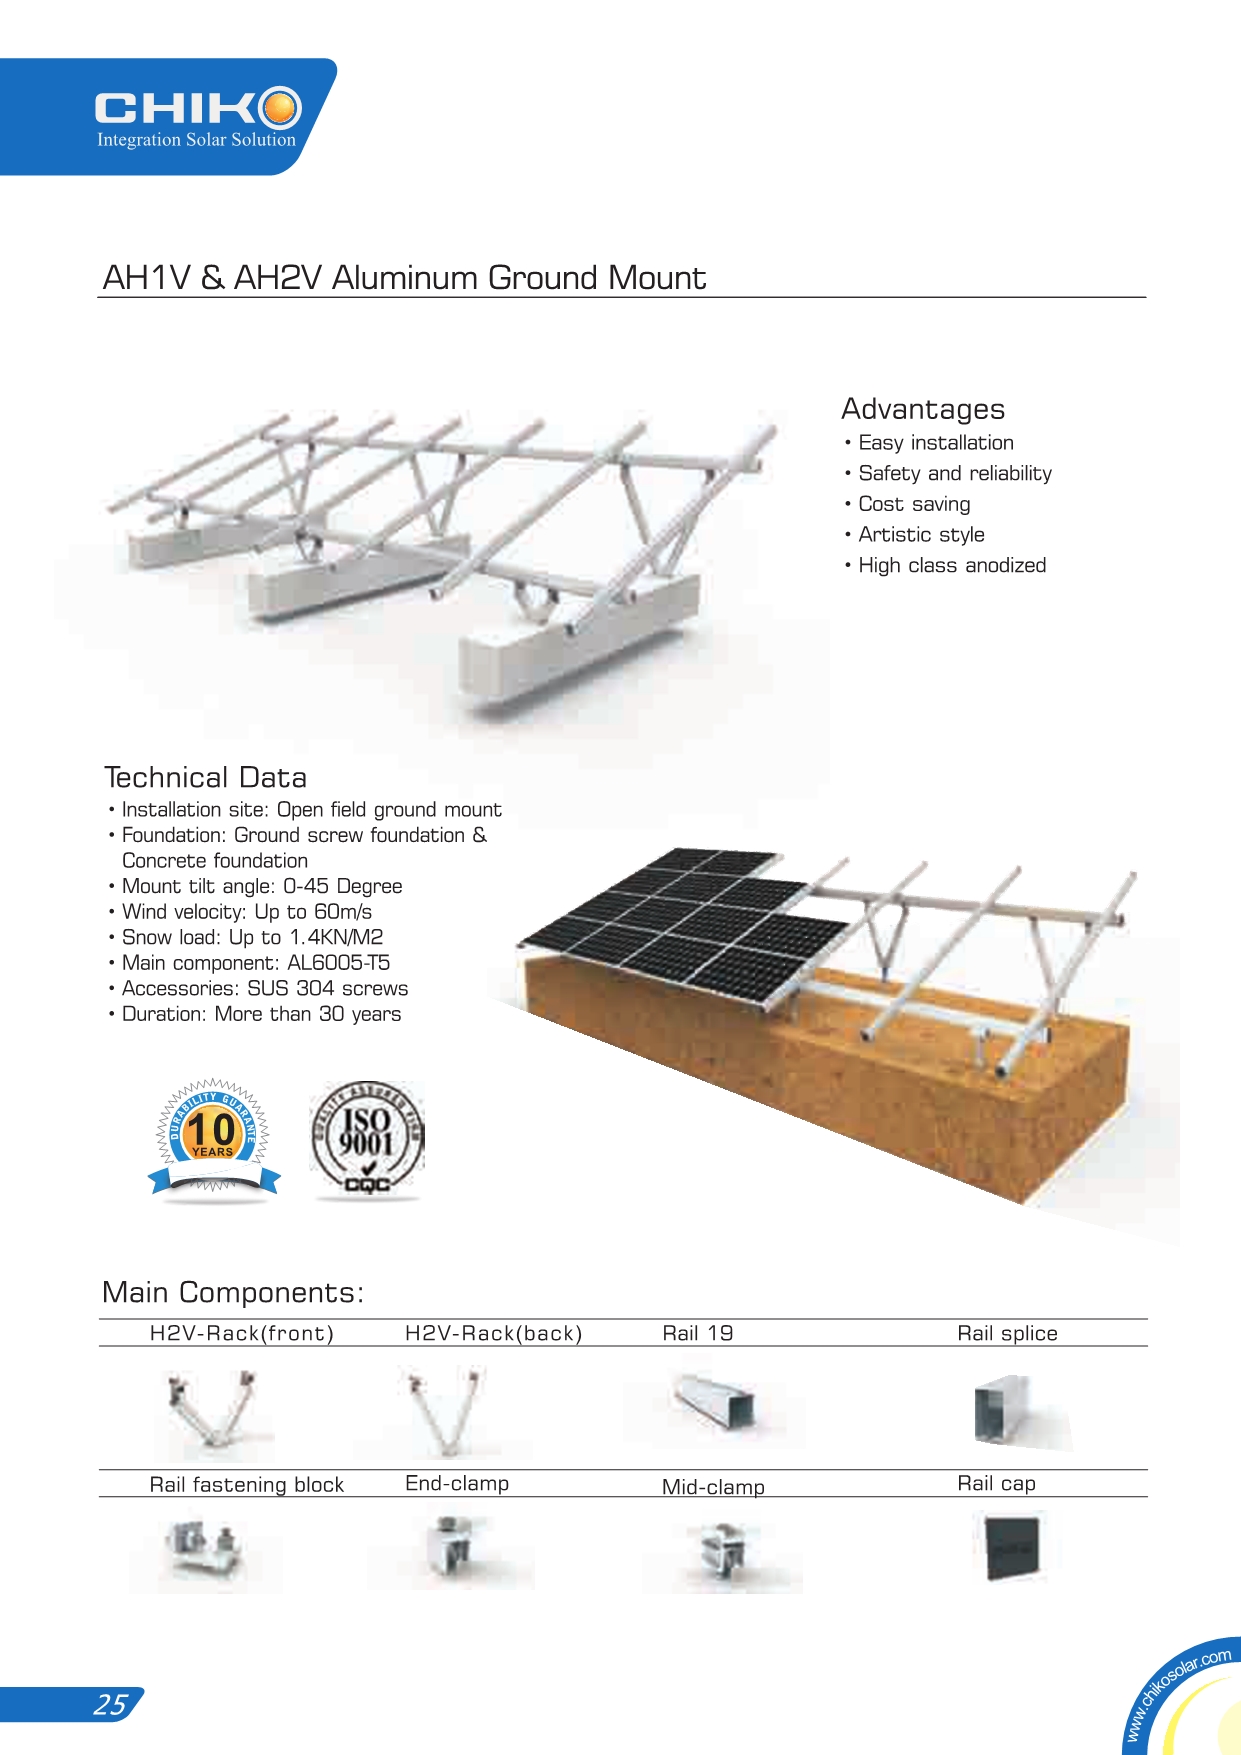 CHIKO
Integration Solar Solution
AH1V & AH2V Aluminum Ground Mount
Advantages
• Easy installation
• Safety and reliability
• Cost saving
• Artistic style
• High class anodized
Technical Data
• Installation site: Open field ground mount
• Foundation: Ground screw foundation &
Concrete foundation
• Mount tilt angle: 0-45 Degree
• Wind velocity: Up to 60m/s
• Snow load: Up to 1.4KN/M2
• Main component: AL6005-T5
• Accessories: SUS 304 screws
• Duration: More than 30 years
DURABILITY GUARANTE
10
YEARS
QUALITY ASSURED FIRM
ISO
9001
CQC
Main Components:
H2V-Rack(front) H2V-Rack(back) Rail 19 Rail splice
Rail fastening block End-clamp Mid-clamp Rail cap
25
www.chikosolar.com